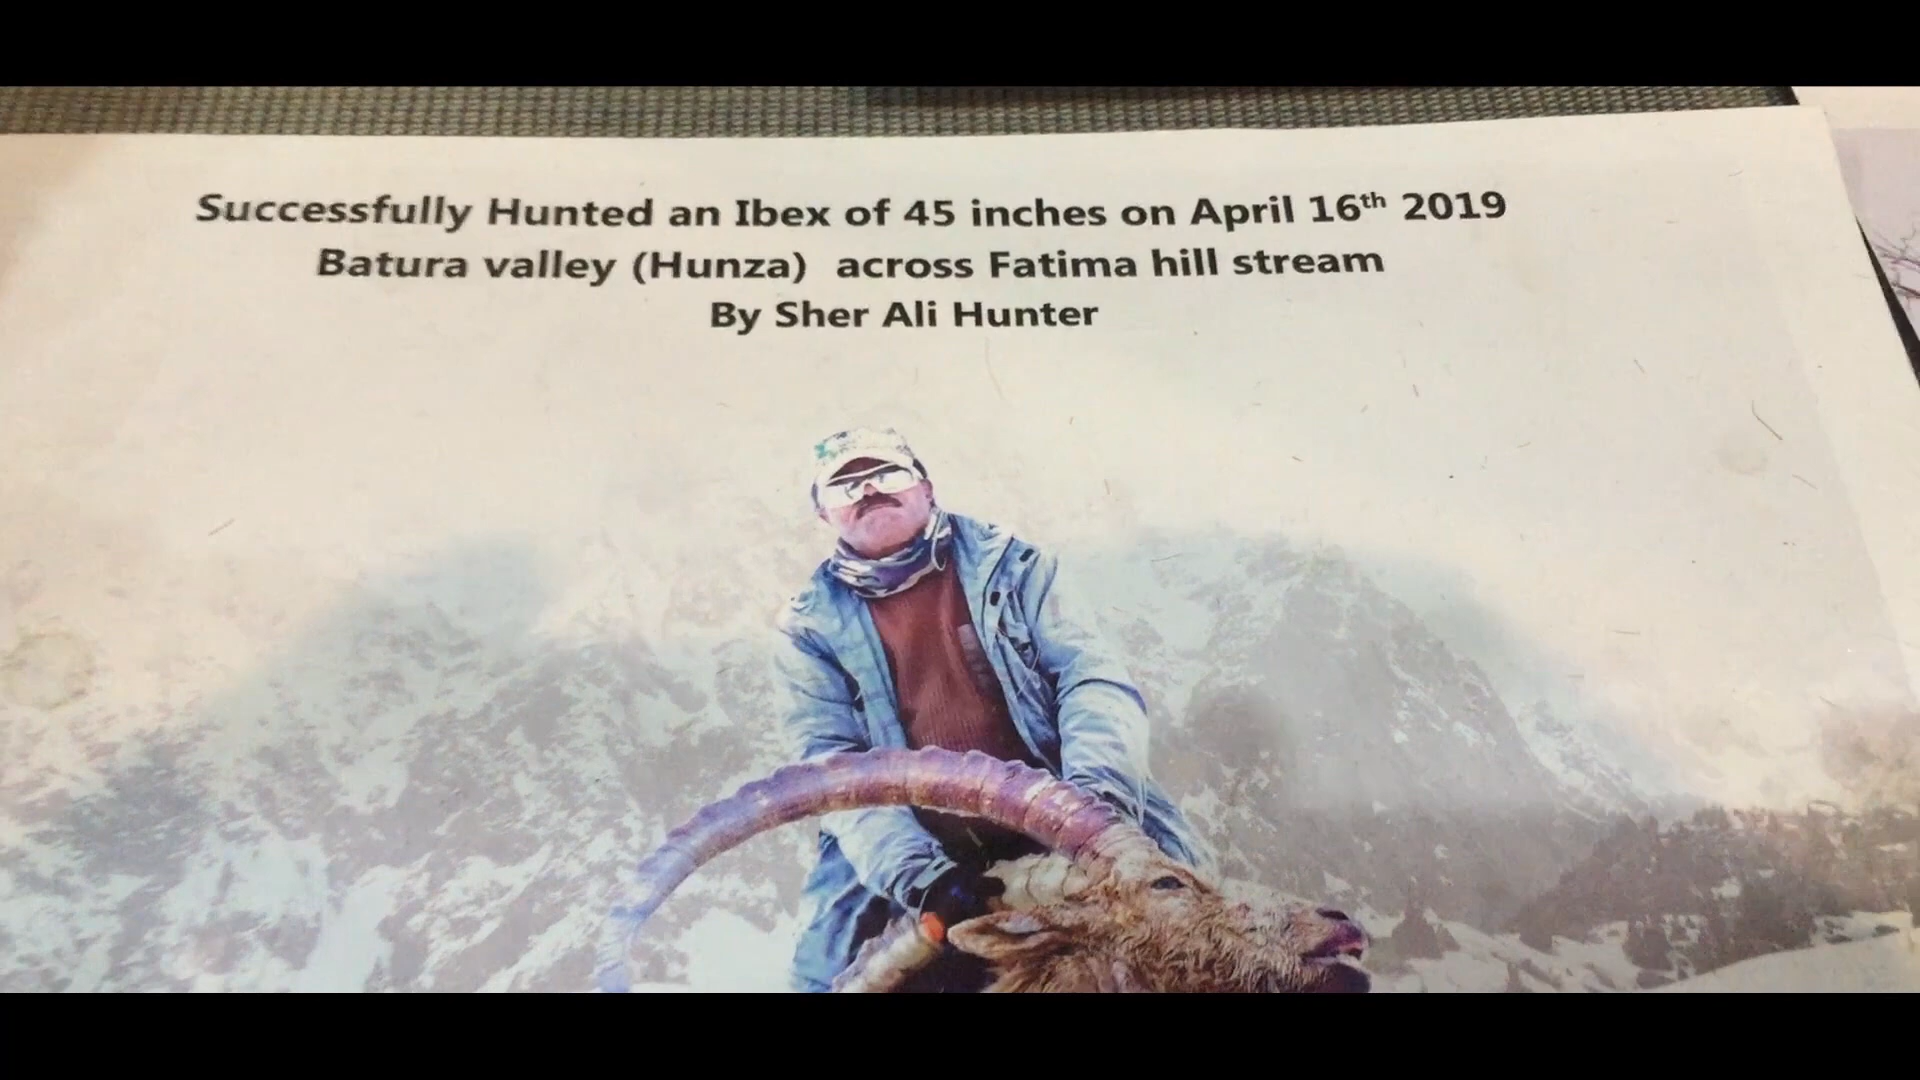 Successfully Hunted an Ibex of 45 inches on April 16th 2019
Batura valley (Hunza) across Fatima hill stream
By Sher Ali Hunter